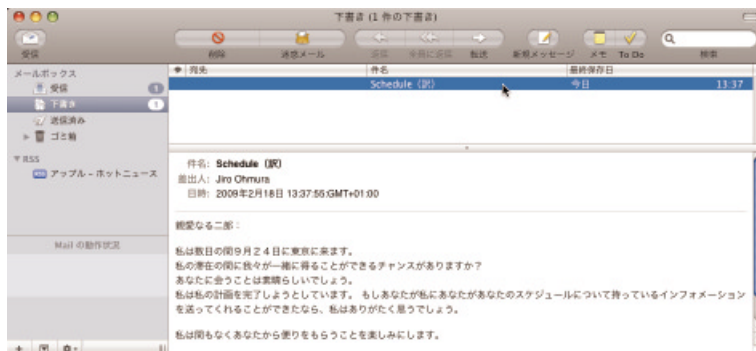 下書き (1 件の下書き)
受信 削除 迷惑メール 返信 全員に返信 転送 新規メッセージ メモ To Do 検索
メールボックス
受信 1
下書き 1
送信済み
ゴミ箱
RSS
アップル – ホットニュース
Mail の動作状況
宛先 件名 最終保存日
Schedule (訳) 今日 13:37
件名: Schedule (訳)
差出人: Jiro Ohmura
日時: 2009年2月18日 13:37:55:GMT+01:00
親愛なる二郎:
私は数日の間9月24日に東京に来ます。
私の滞在の間に我々が一緒に得ることができるチャンスがありますか?
あなたに会うことは素晴らしいでしょう。
私は私の計画を完了しようとしています。 もしあなたが私にあなたがあなたのスケジュールについて持っているインフォメーション
を送ってくれることができたなら、私はありがたく思うでしょう。
私は間もなくあなたから便りをもらうことを楽しみにします。